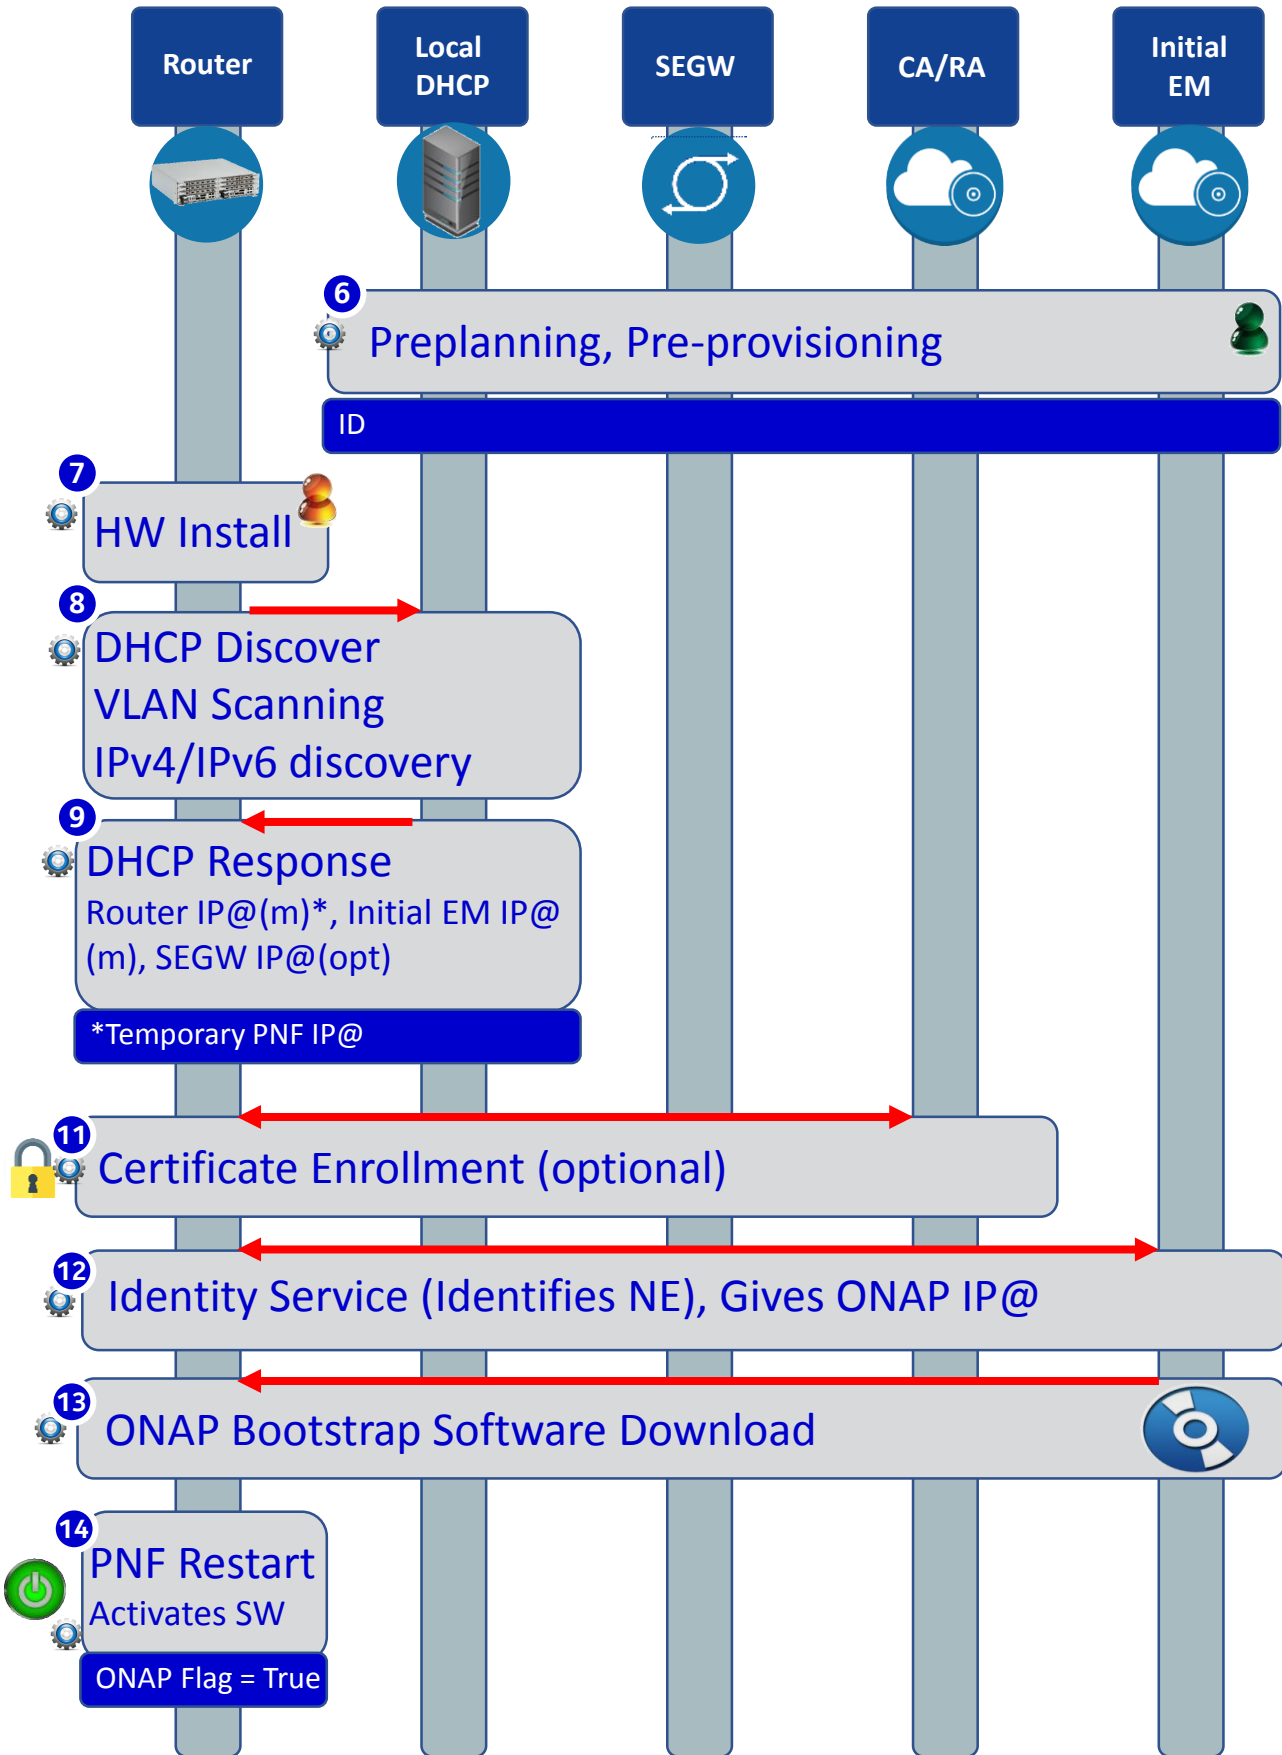 Router
Local
DHCP
SEGW
CA/RA
Initial
EM
6
Preplanning, Pre-provisioning
ID
7
HW Install
8
DHCP Discover
VLAN Scanning
IPv4/IPv6 discovery
9
DHCP Response
Router IP@(m)*, Initial EM IP@
(m), SEGW IP@(opt)
*Temporary PNF IP@
11
Certificate Enrollment (optional)
12
Identity Service (Identifies NE), Gives ONAP IP@
13
ONAP Bootstrap Software Download
14
PNF Restart
Activates SW
ONAP Flag = True